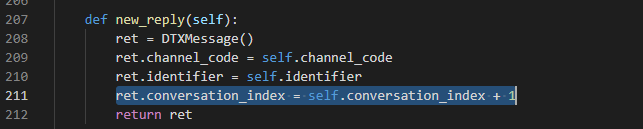 207 def new_reply(self):
208 ret = DTXMessage()
209 ret.channel_code = self.channel_code
210 ret.identifier = self.identifier
211 ret.conversation_index = self.conversation_index + 1
212 return ret